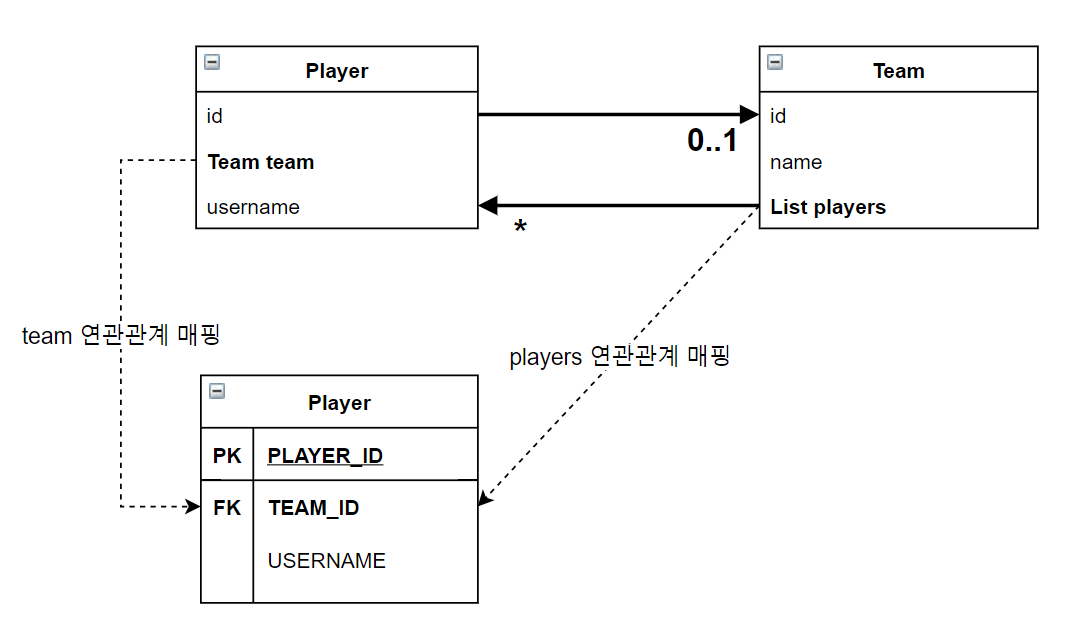 Player
id
Team team
username
Team
id
name
List players
0..1
*
team 연관관계 매핑
players 연관관계 매핑
Player
PK PLAYER_ID
FK TEAM_ID
USERNAME